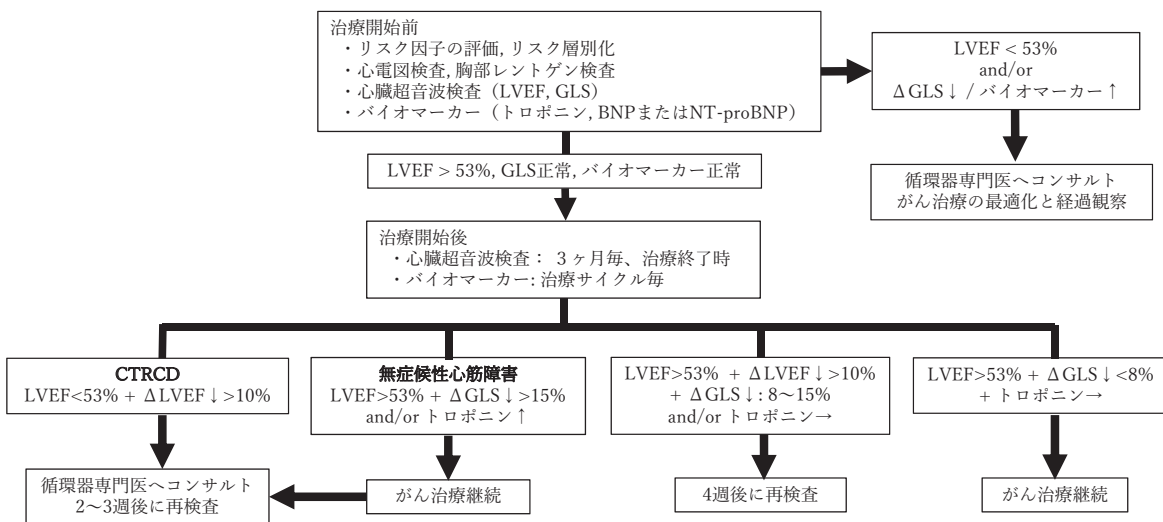 治療開始前
・リスク因子の評価, リスク層別化
・心電図検査, 胸部レントゲン検査
・心臓超音波検査（LVEF, GLS）
・バイオマーカー（トロポニン, BNPまたはNT-proBNP）
LVEF < 53%
and/or
ΔGLS↓ / バイオマーカー↑
LVEF > 53%, GLS正常, バイオマーカー正常
循環器専門医へコンサルト
がん治療の最適化と経過観察
治療開始後
・心臓超音波検査： ３ヶ月毎、治療終了時
・バイオマーカー: 治療サイクル毎
CTRCD
LVEF<53% + ΔLVEF↓>10%
無症候性心筋障害
LVEF>53% + ΔGLS↓>15%
and/or トロポニン↑
LVEF>53% + ΔLVEF↓>10%
+ ΔGLS↓: 8〜15%
and/or トロポニン→
LVEF>53% + ΔGLS↓<8%
+ トロポニン→
循環器専門医へコンサルト
2〜3週後に再検査
がん治療継続
4週後に再検査
がん治療継続